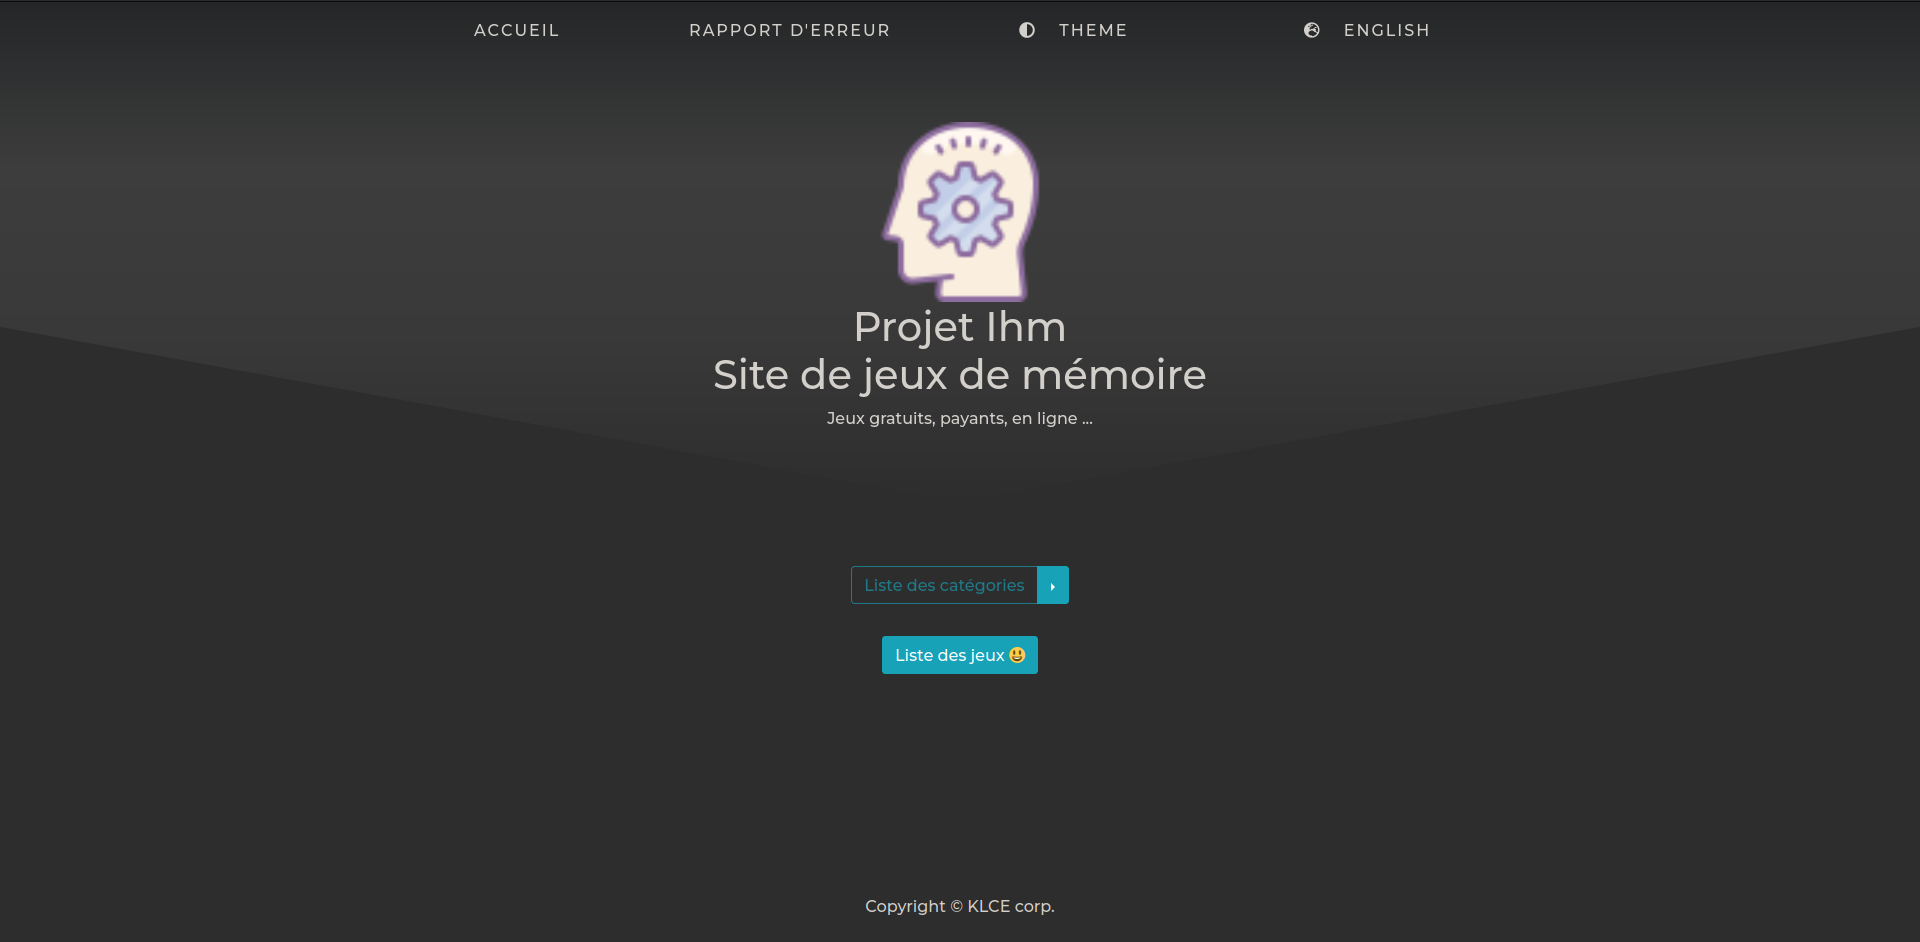 ACCUEIL
RAPPORT D'ERREUR
THEME
ENGLISH
Projet Ihm
Site de jeux de mémoire
Jeux gratuits, payants, en ligne ...
Liste des catégories
Liste des jeux 😃
Copyright © KLCE corp.